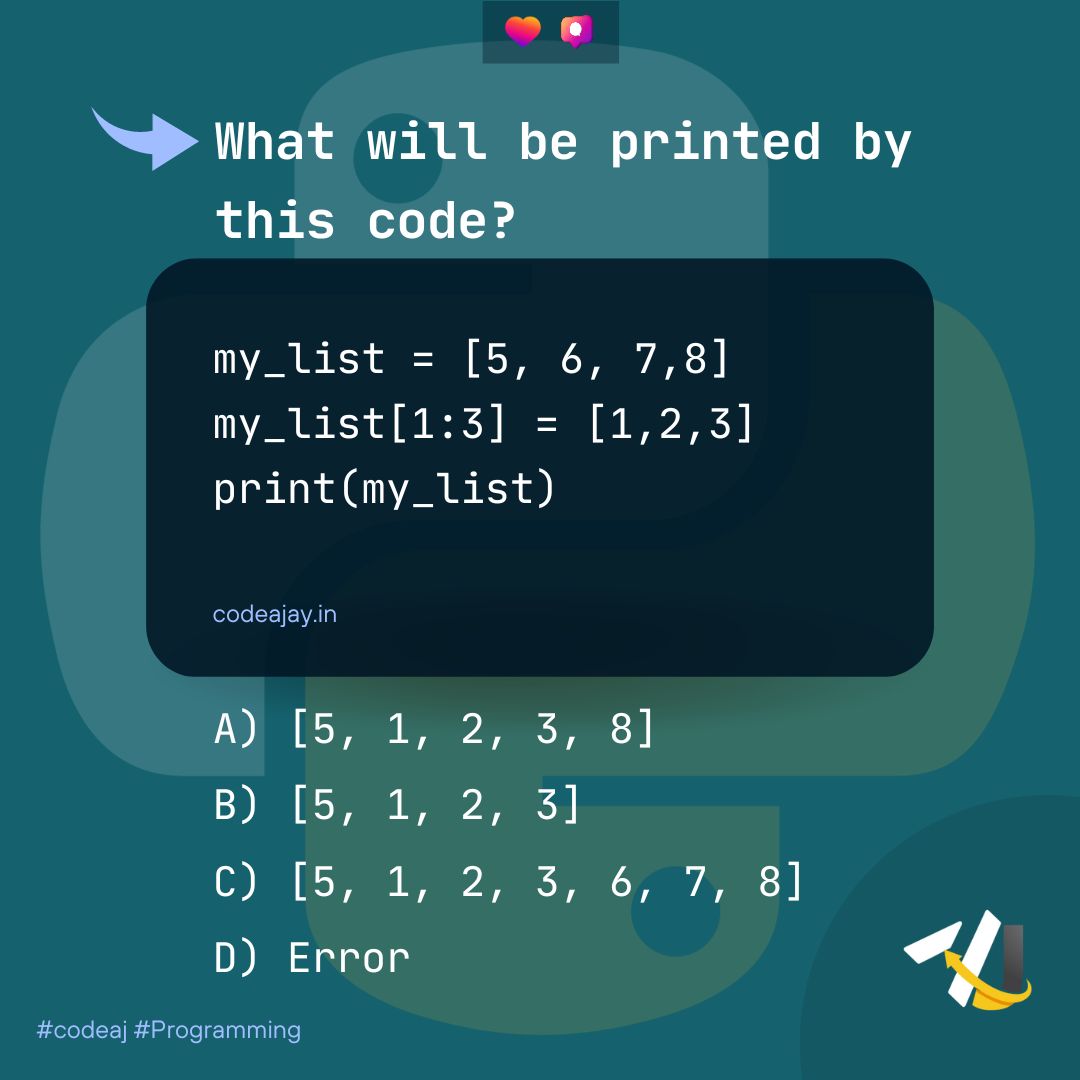 What will be printed by
this code?
my_list = [5, 6, 7,8]
my_list[1:3] = [1,2,3]
print(my_list)
codeajay.in
A) [5, 1, 2, 3, 8]
B) [5, 1, 2, 3]
C) [5, 1, 2, 3, 6, 7, 8]
D) Error
#codeaj #Programming